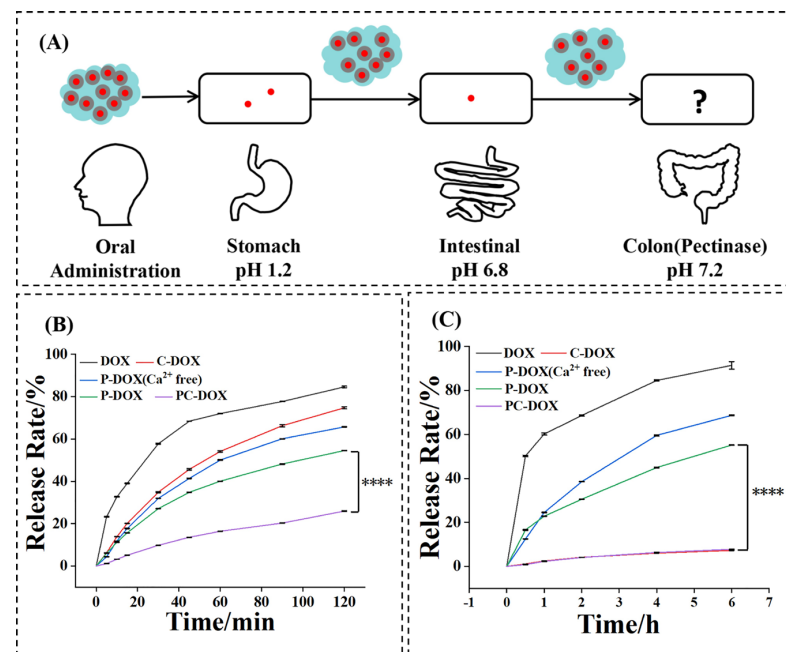 (A)
?
Oral
Administration
Stomach
pH 1.2
Intestinal
pH 6.8
Colon(Pectinase)
pH 7.2
(B)
Release Rate/%
100
80
60
40
20
0
DOX
C-DOX
P-DOX(Ca²⁺ free)
P-DOX
PC-DOX
****
0 20 40 60 80 100 120
Time/min
(C)
Release Rate/%
100
80
60
40
20
0
DOX
C-DOX
P-DOX(Ca²⁺ free)
P-DOX
PC-DOX
****
-1 0 1 2 3 4 5 6 7
Time/h